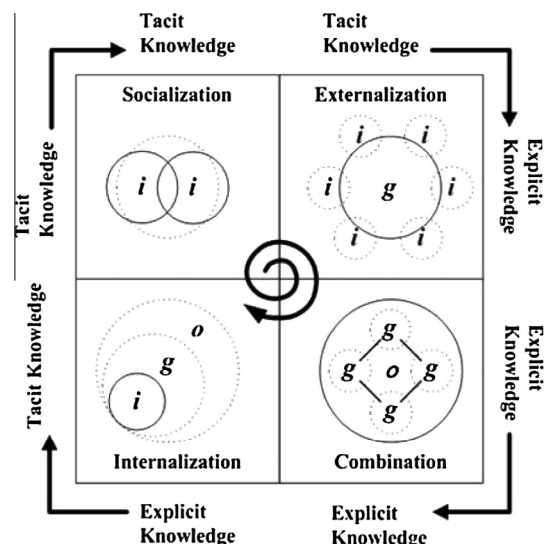 Tacit
Knowledge
Tacit
Knowledge
Socialization
Externalization
i
i
i
i
i
i
g
i
i
i
Tacit
Knowledge
Explicit
Knowledge
Tacit Knowledge
o
g
i
g
g
o
g
g
Explicit
Knowledge
Internalization
Combination
Explicit
Knowledge
Explicit
Knowledge